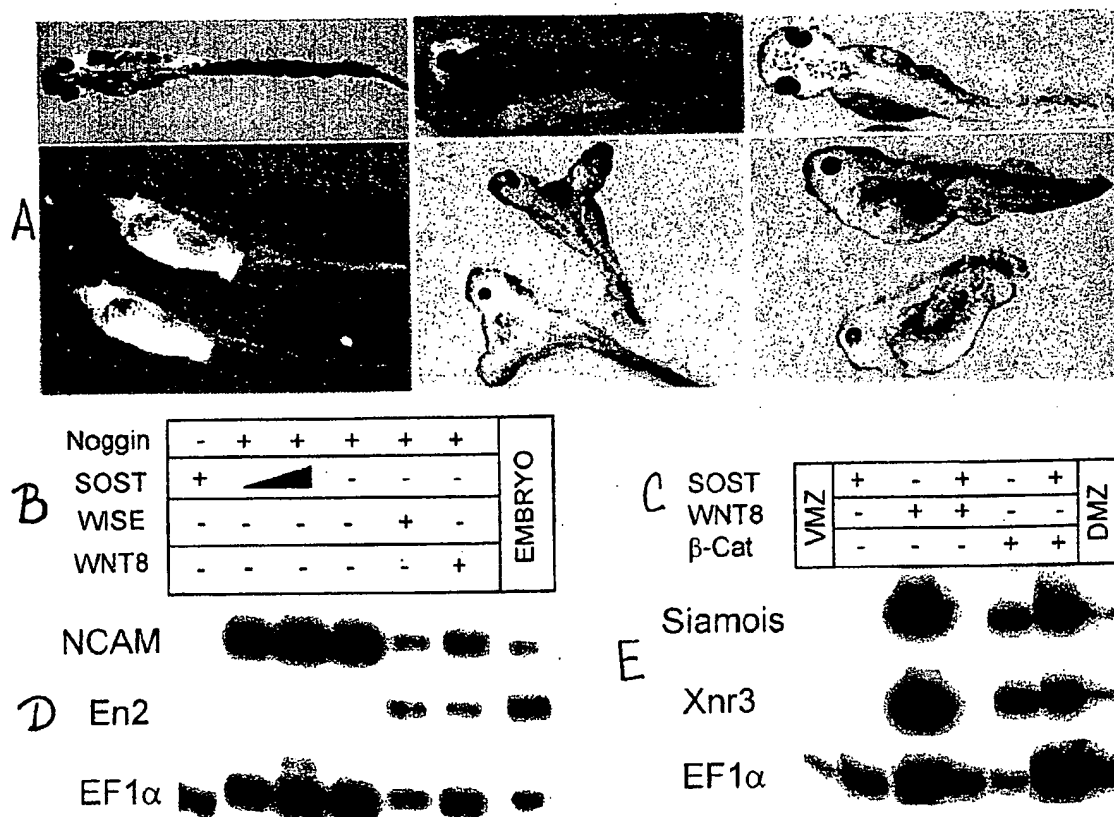 A
B
Noggin - + + + + +
SOST + - - -
WISE - - - - + -
WNT8 - - - - - +
EMBRYO
NCAM
D En2
EF1α
C
VMZ
SOST + - + - +
WNT8 - + + - -
β-Cat - - - + +
DMZ
E
Siamois
Xnr3
EF1α